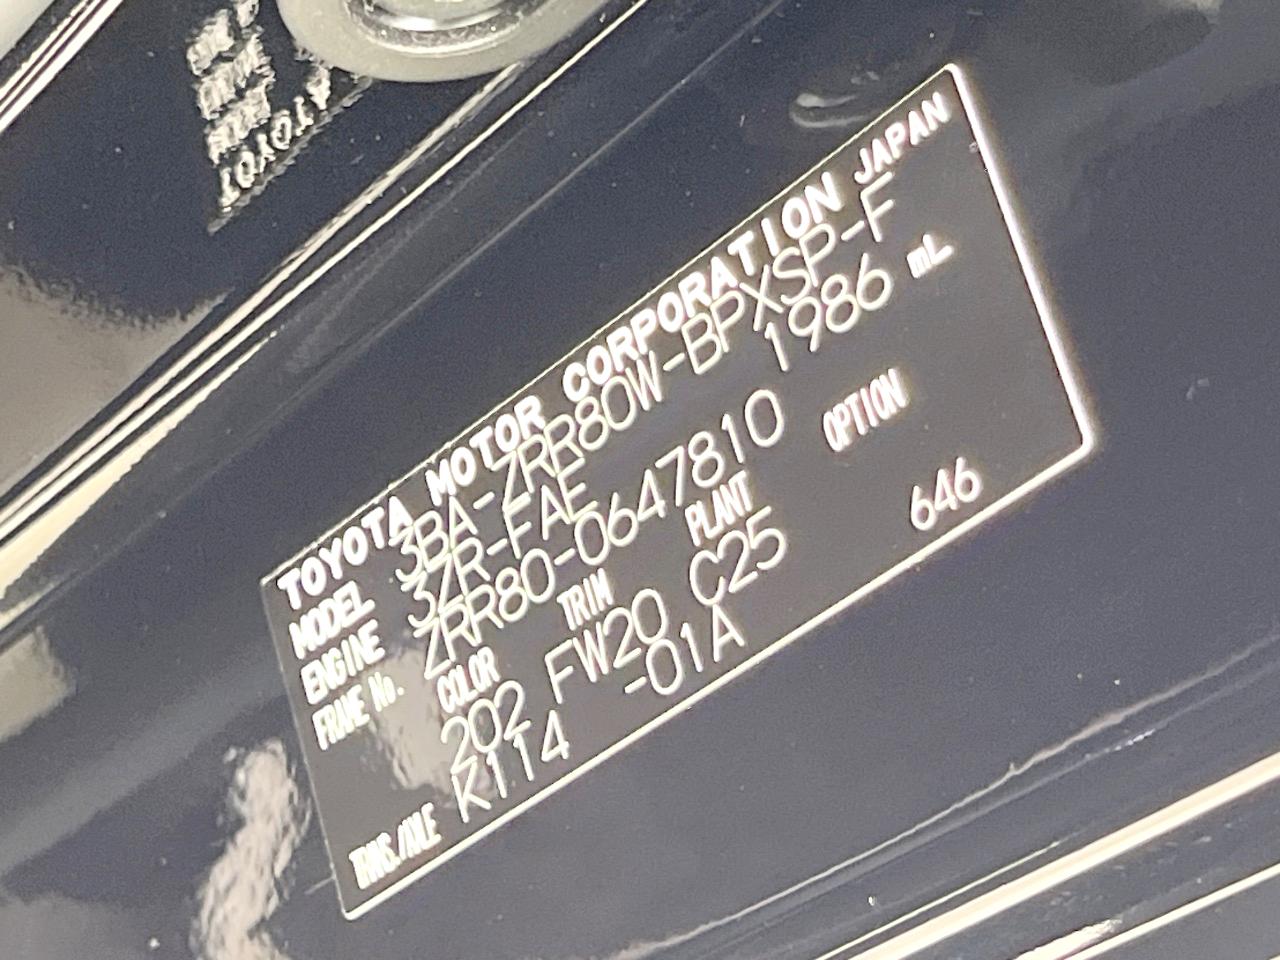 TOYOTA MOTOR CORPORATION JAPAN
MODEL 3BA-ZRR80W-BPXSP-F
ENGINE 3ZR-FAE 1986 mL
FRAME No. ZRR80-0647810
COLOR TRIM PLANT OPTION
202 FW20 C25 646
TRANS./AXLE K114 -01A